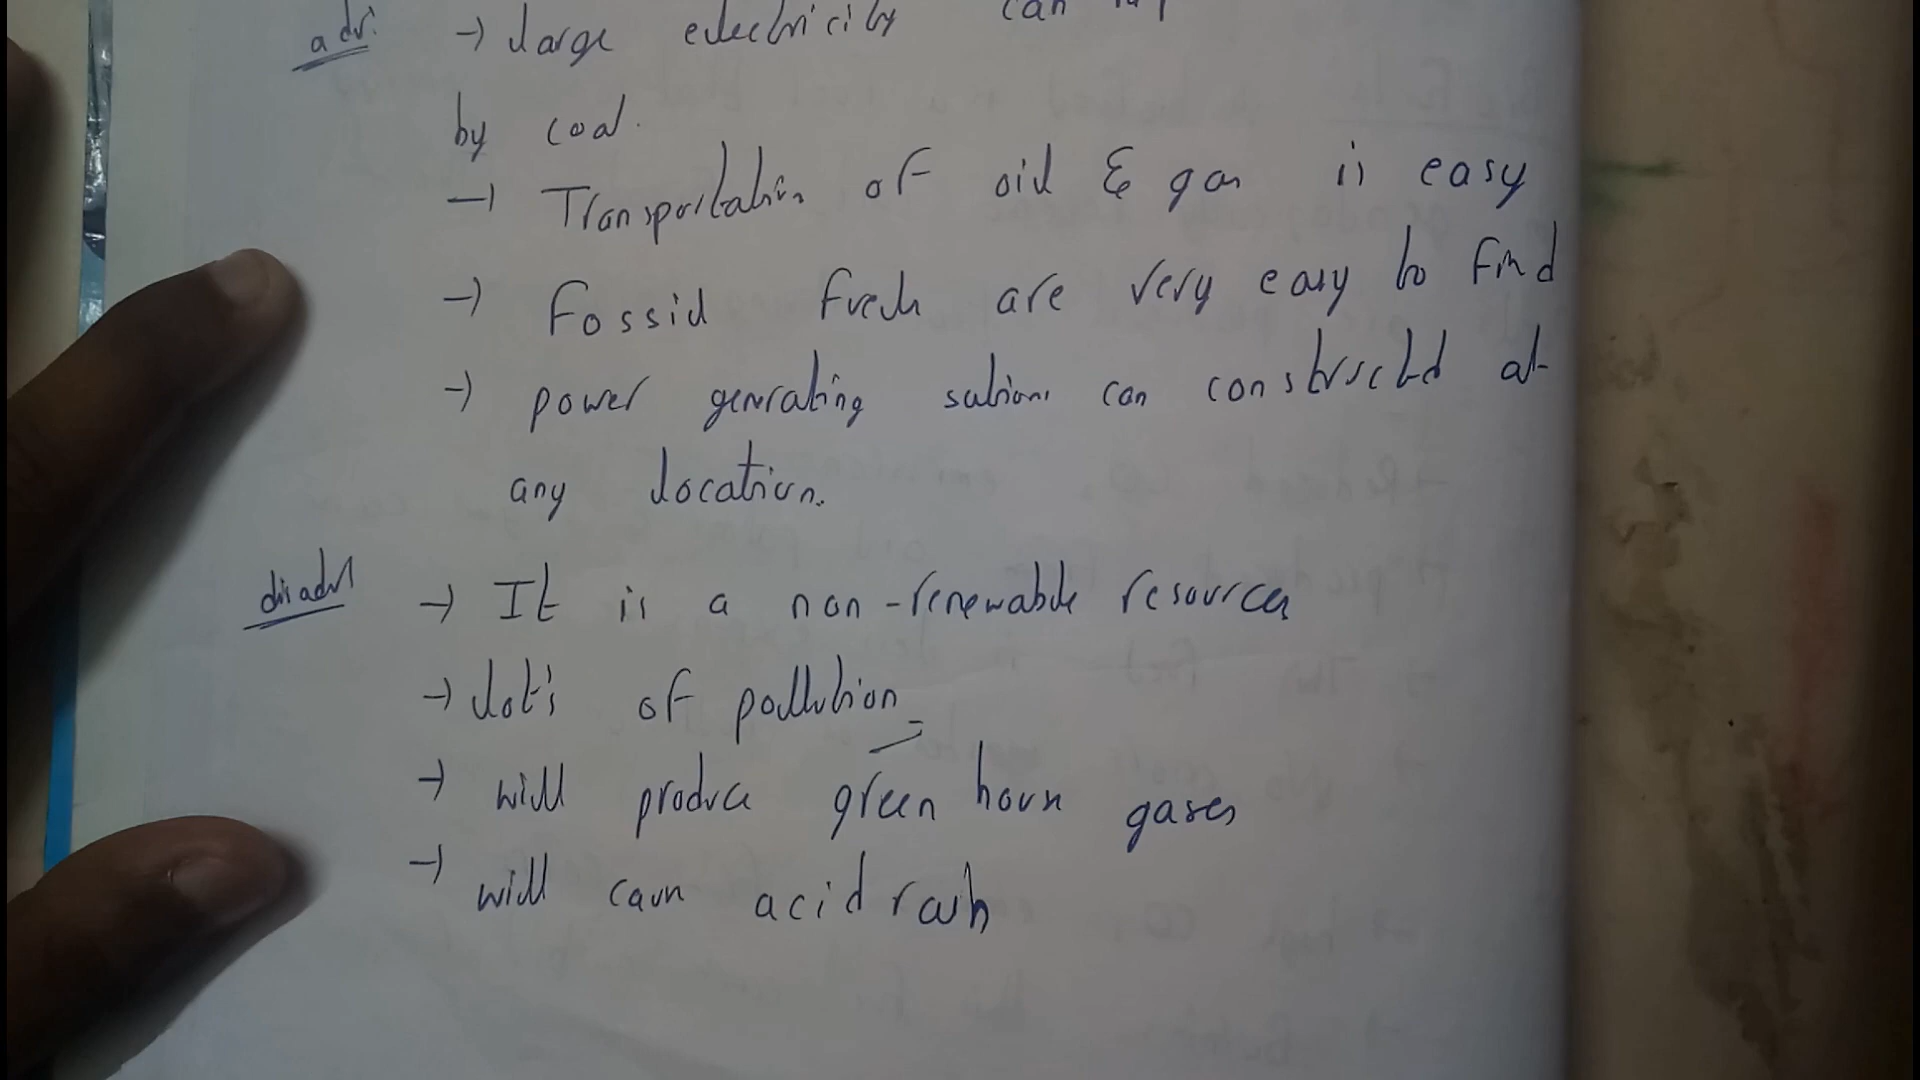 adv. → large electricity can
by coal.
→ Transportation of oil & gas is easy
→ Fossil fuels are very easy to find
→ power generating sations can constructed at
any location.
disadv → It is a non-renewable resources
→ lot's of pollution
→ will produce green house gases
→ will cause acid rain